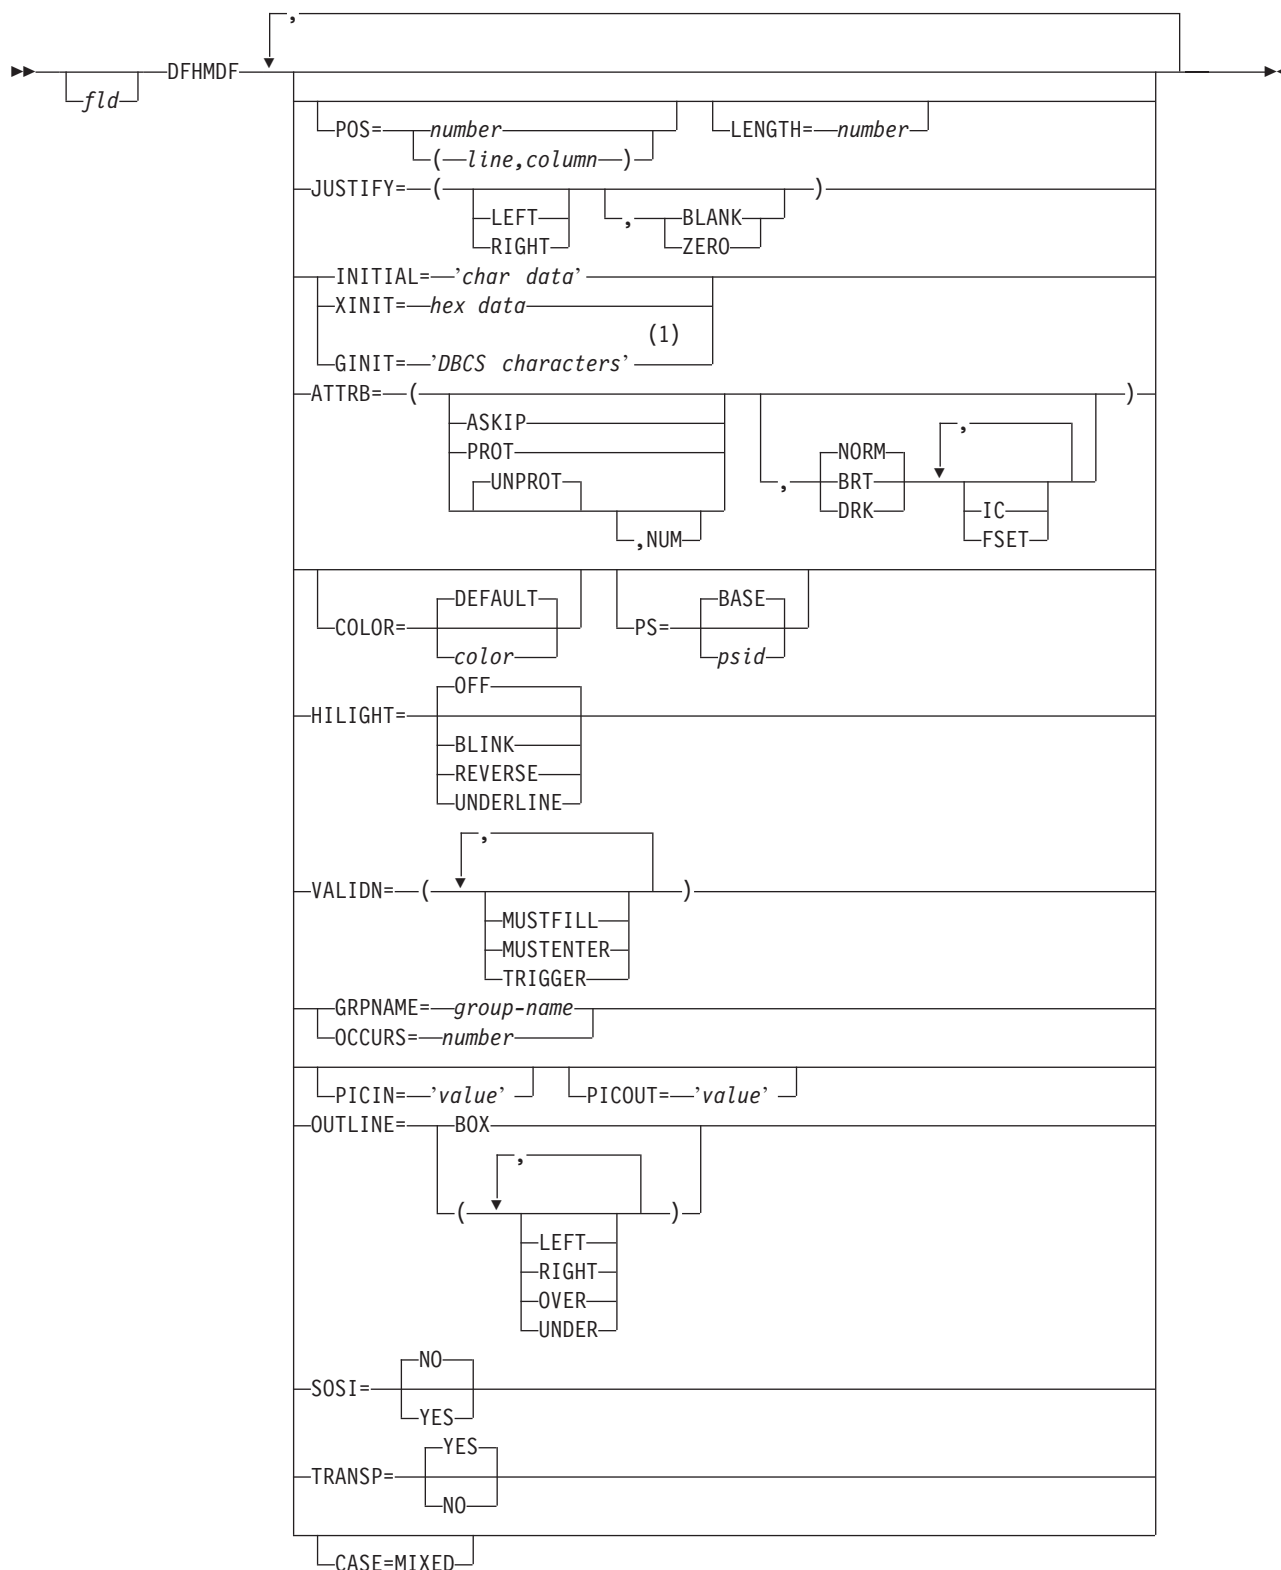 ,
fld DFHMDF
POS= number LENGTH= number
( line,column )
JUSTIFY= ( )
LEFT , BLANK
RIGHT ZERO
INITIAL= 'char data'
XINIT= hex data
(1)
GINIT= 'DBCS characters'
ATTRB= ( )
ASKIP ,
PROT NORM
UNPROT , BRT
DRK IC
,NUM FSET
DEFAULT BASE
COLOR= PS=
color psid
OFF
HILIGHT=
BLINK
REVERSE
UNDERLINE
,
VALIDN= ( )
MUSTFILL
MUSTENTER
TRIGGER
GRPNAME= group-name
OCCURS= number
PICIN= 'value' PICOUT= 'value'
OUTLINE= BOX
,
( )
LEFT
RIGHT
OVER
UNDER
NO
SOSI=
YES
YES
TRANSP=
NO
CASE=MIXED